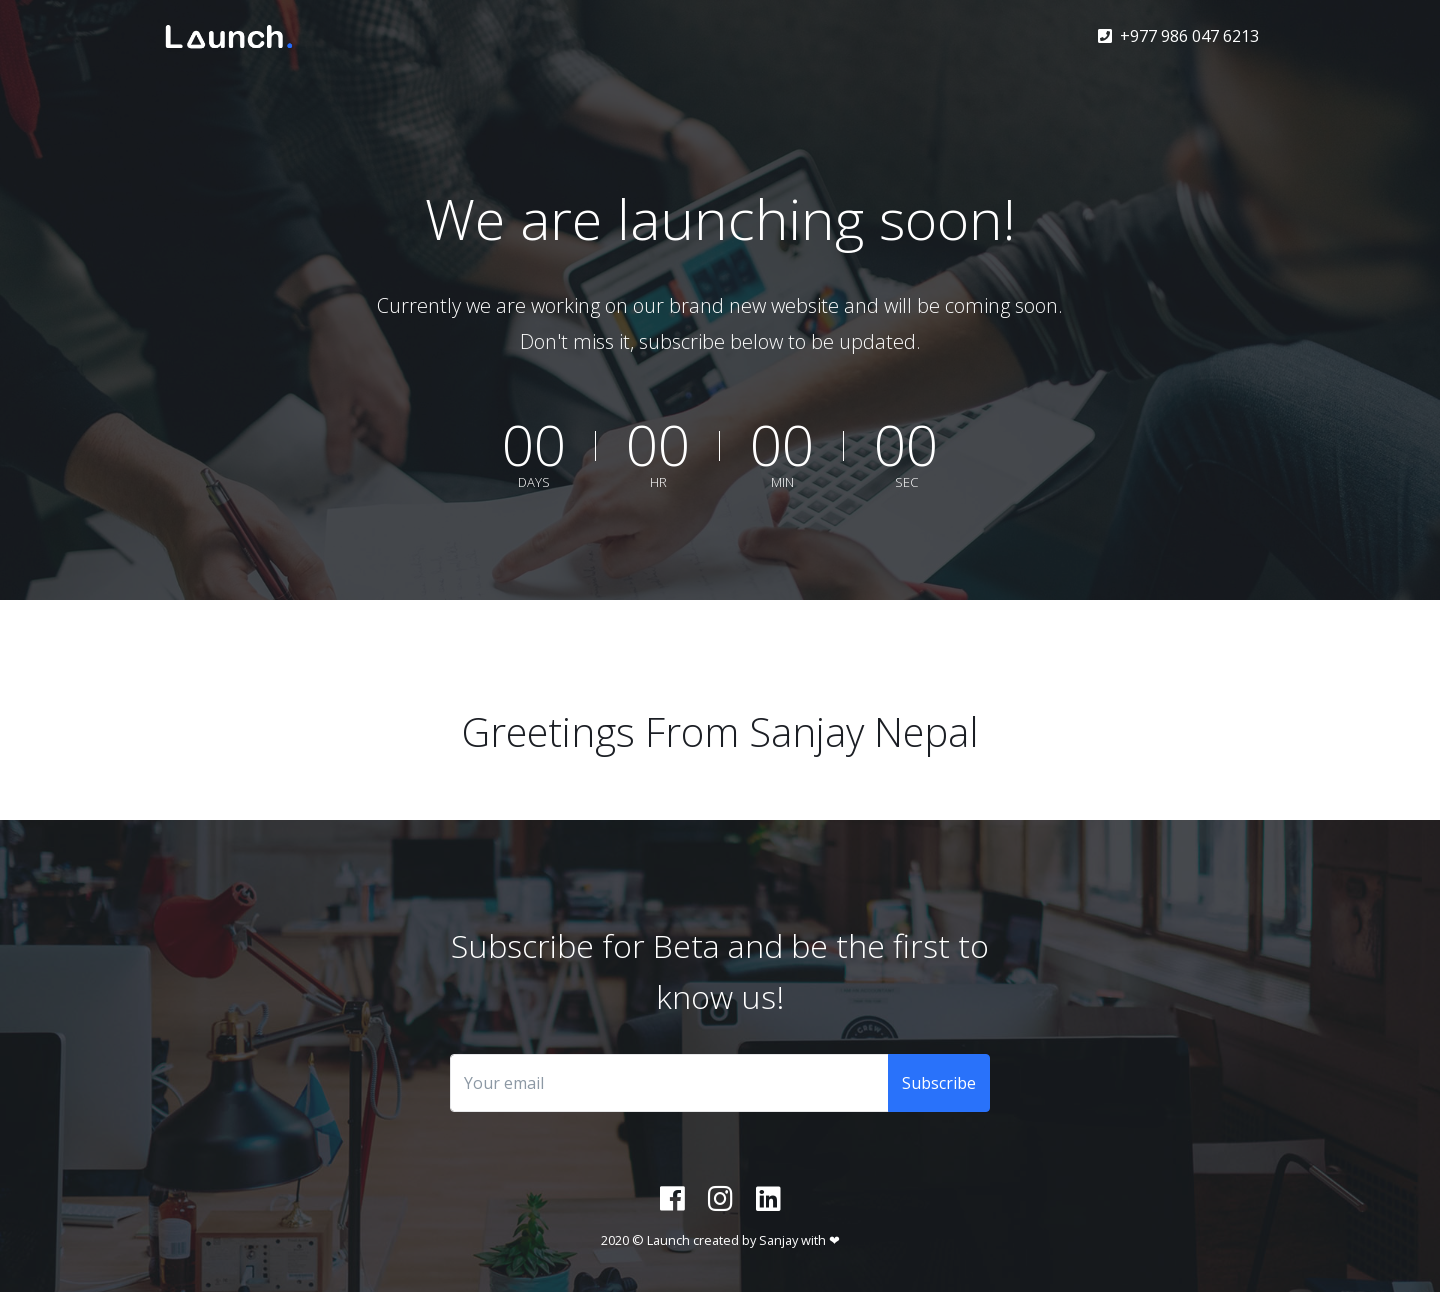 Launch.
+977 986 047 6213
We are launching soon!
Currently we are working on our brand new website and will be coming soon.
Don't miss it, subscribe below to be updated.
00 00 00 00
DAYS HR MIN SEC
Greetings From Sanjay Nepal
Subscribe for Beta and be the first to
know us!
CREW
Your email Subscribe
2020 © Launch created by Sanjay with ❤